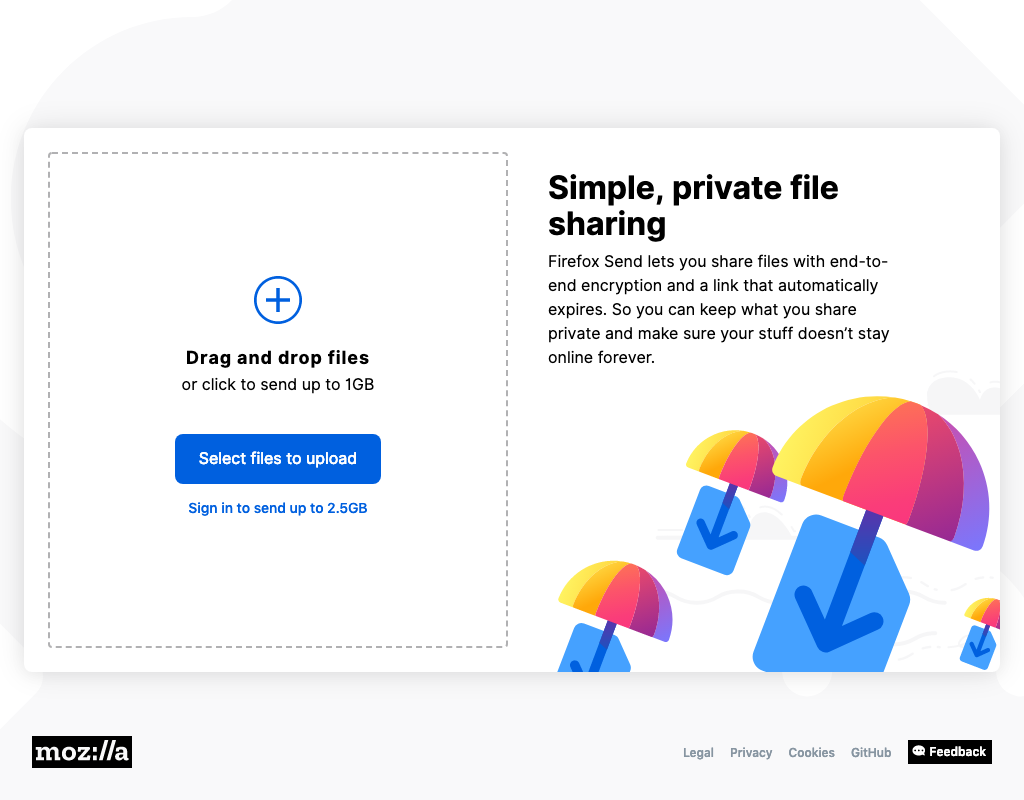 Drag and drop files
or click to send up to 1GB
Select files to upload
Sign in to send up to 2.5GB
Simple, private file
sharing
Firefox Send lets you share files with end-to-
end encryption and a link that automatically
expires. So you can keep what you share
private and make sure your stuff doesn’t stay
online forever.
moz://a
Legal Privacy Cookies GitHub Feedback